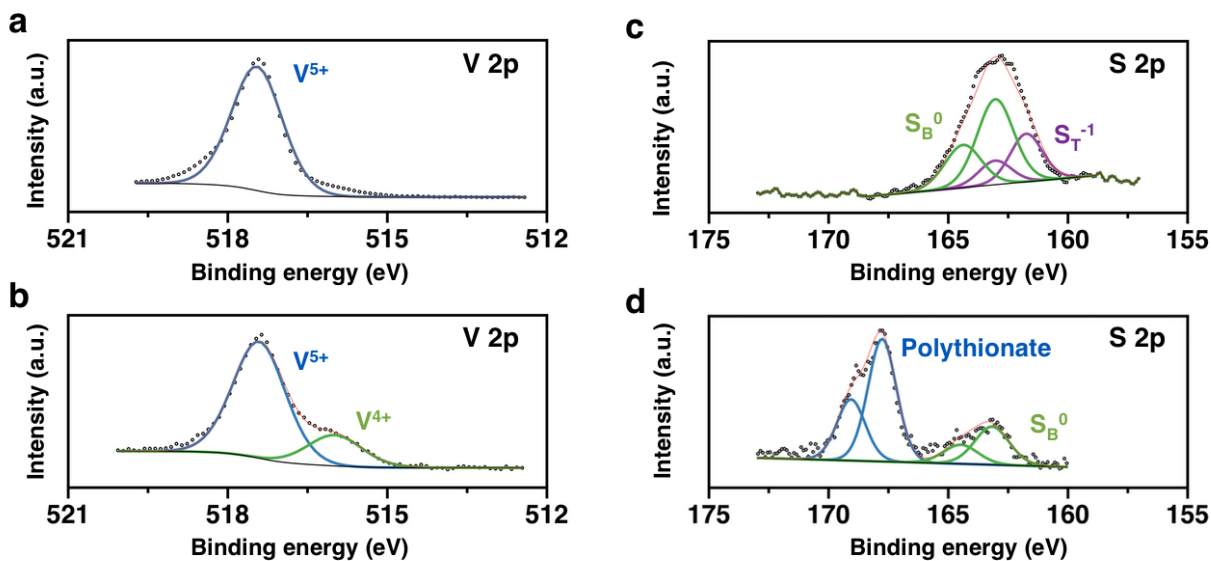 a
V 2p
V5+
Intensity (a.u.)
521
518
515
512
Binding energy (eV)
b
V 2p
V5+
V4+
Intensity (a.u.)
521
518
515
512
Binding energy (eV)
c
S 2p
SB0
ST-1
Intensity (a.u.)
175
170
165
160
155
Binding energy (eV)
d
S 2p
Polythionate
SB0
Intensity (a.u.)
175
170
165
160
155
Binding energy (eV)